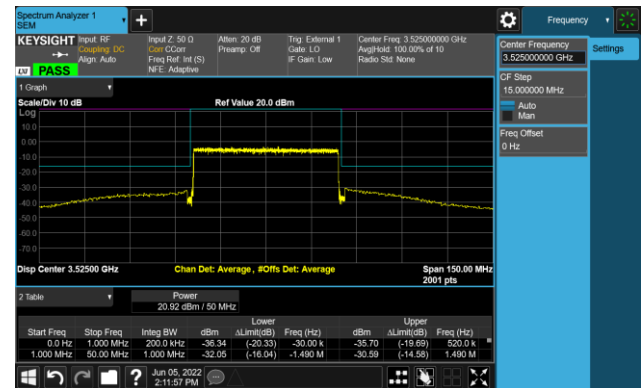 Spectrum Analyzer 1
SEM
+
Frequency
KEYSIGHT
Input: RF
Coupling: DC
Align: Auto
Input Z: 50 Ω
Corr CCorr
Freq Ref: Int (S)
NFE: Adaptive
Atten: 20 dB
Preamp: Off
Trig: External 1
Gate: LO
IF Gain: Low
Center Freq: 3.525000000 GHz
Avg|Hold: 100.00% of 10
Radio Std: None
LXI
PASS
Center Frequency
3.525000000 GHz
Settings
CF Step
15.000000 MHz
Auto
Man
Freq Offset
0 Hz
1 Graph
Scale/Div 10 dB
Ref Value 20.0 dBm
Log
10.0
0.00
-10.0
-20.0
-30.0
-40.0
-50.0
-60.0
-70.0
Disp Center 3.52500 GHz
Chan Det: Average , #Offs Det: Average
Span 150.00 MHz
2001 pts
2 Table
Power
20.92 dBm / 50 MHz
Lower
Upper
Start Freq Stop Freq Integ BW dBm ΔLimit(dB) Freq (Hz) dBm ΔLimit(dB) Freq (Hz)
0.0 Hz 1.000 MHz 200.0 kHz -36.34 (-20.33) -30.00 k -35.70 (-19.69) 520.0 k
1.000 MHz 50.00 MHz 1.000 MHz -32.05 (-16.04) -1.490 M -30.59 (-14.58) 1.490 M
?
Jun 05, 2022
2:11:57 PM